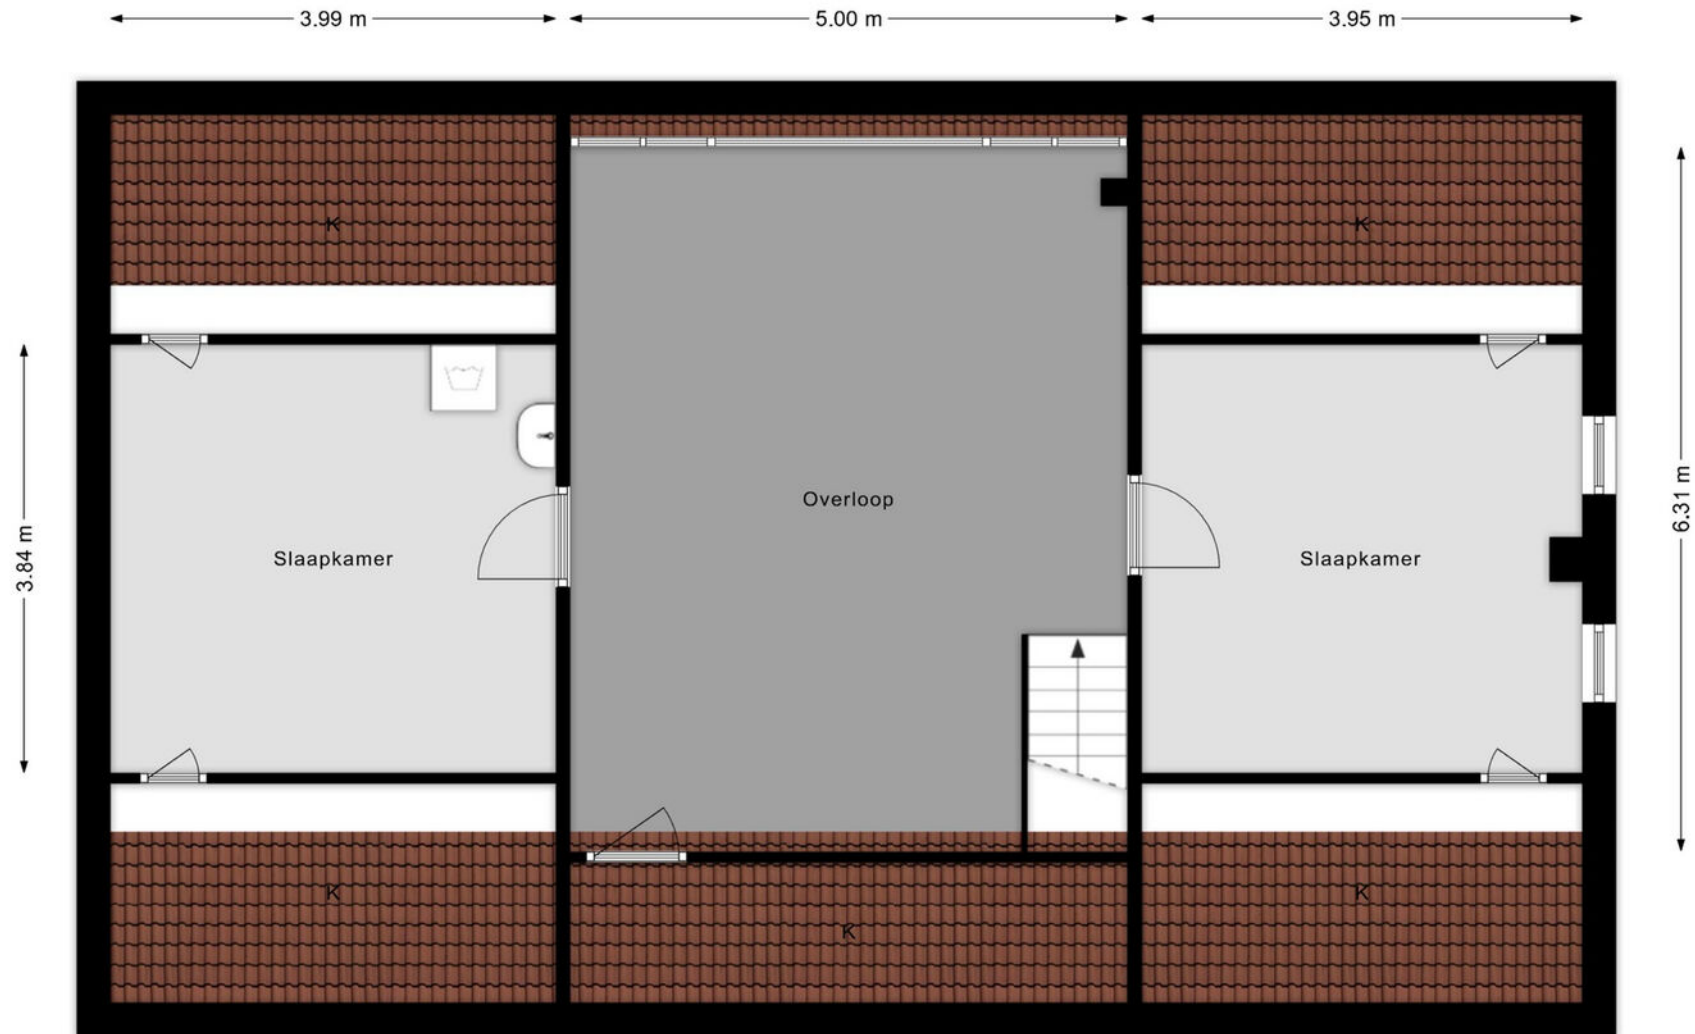 3.99 m
5.00 m
3.95 m
K
K
Overloop
Slaapkamer
Slaapkamer
3.84 m
6.31 m
K
K
K